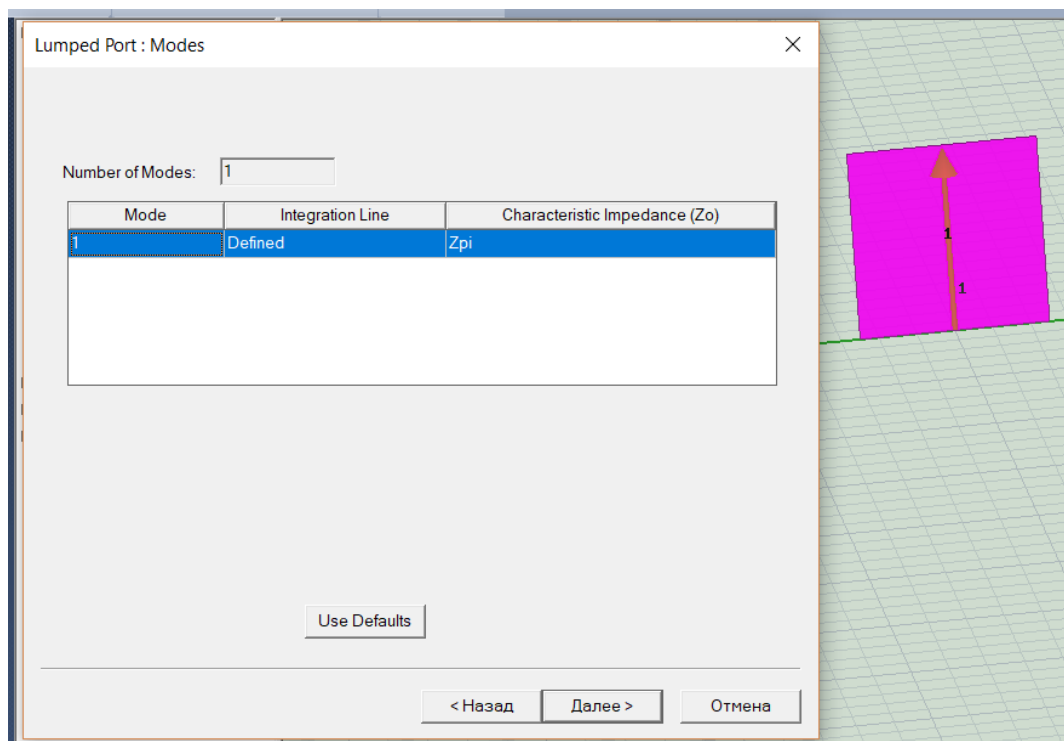 Lumped Port : Modes
Number of Modes: 1
Mode Integration Line Characteristic Impedance (Zo)
1 Defined Zpi
1
1
Use Defaults
< Назад Далее > Отмена